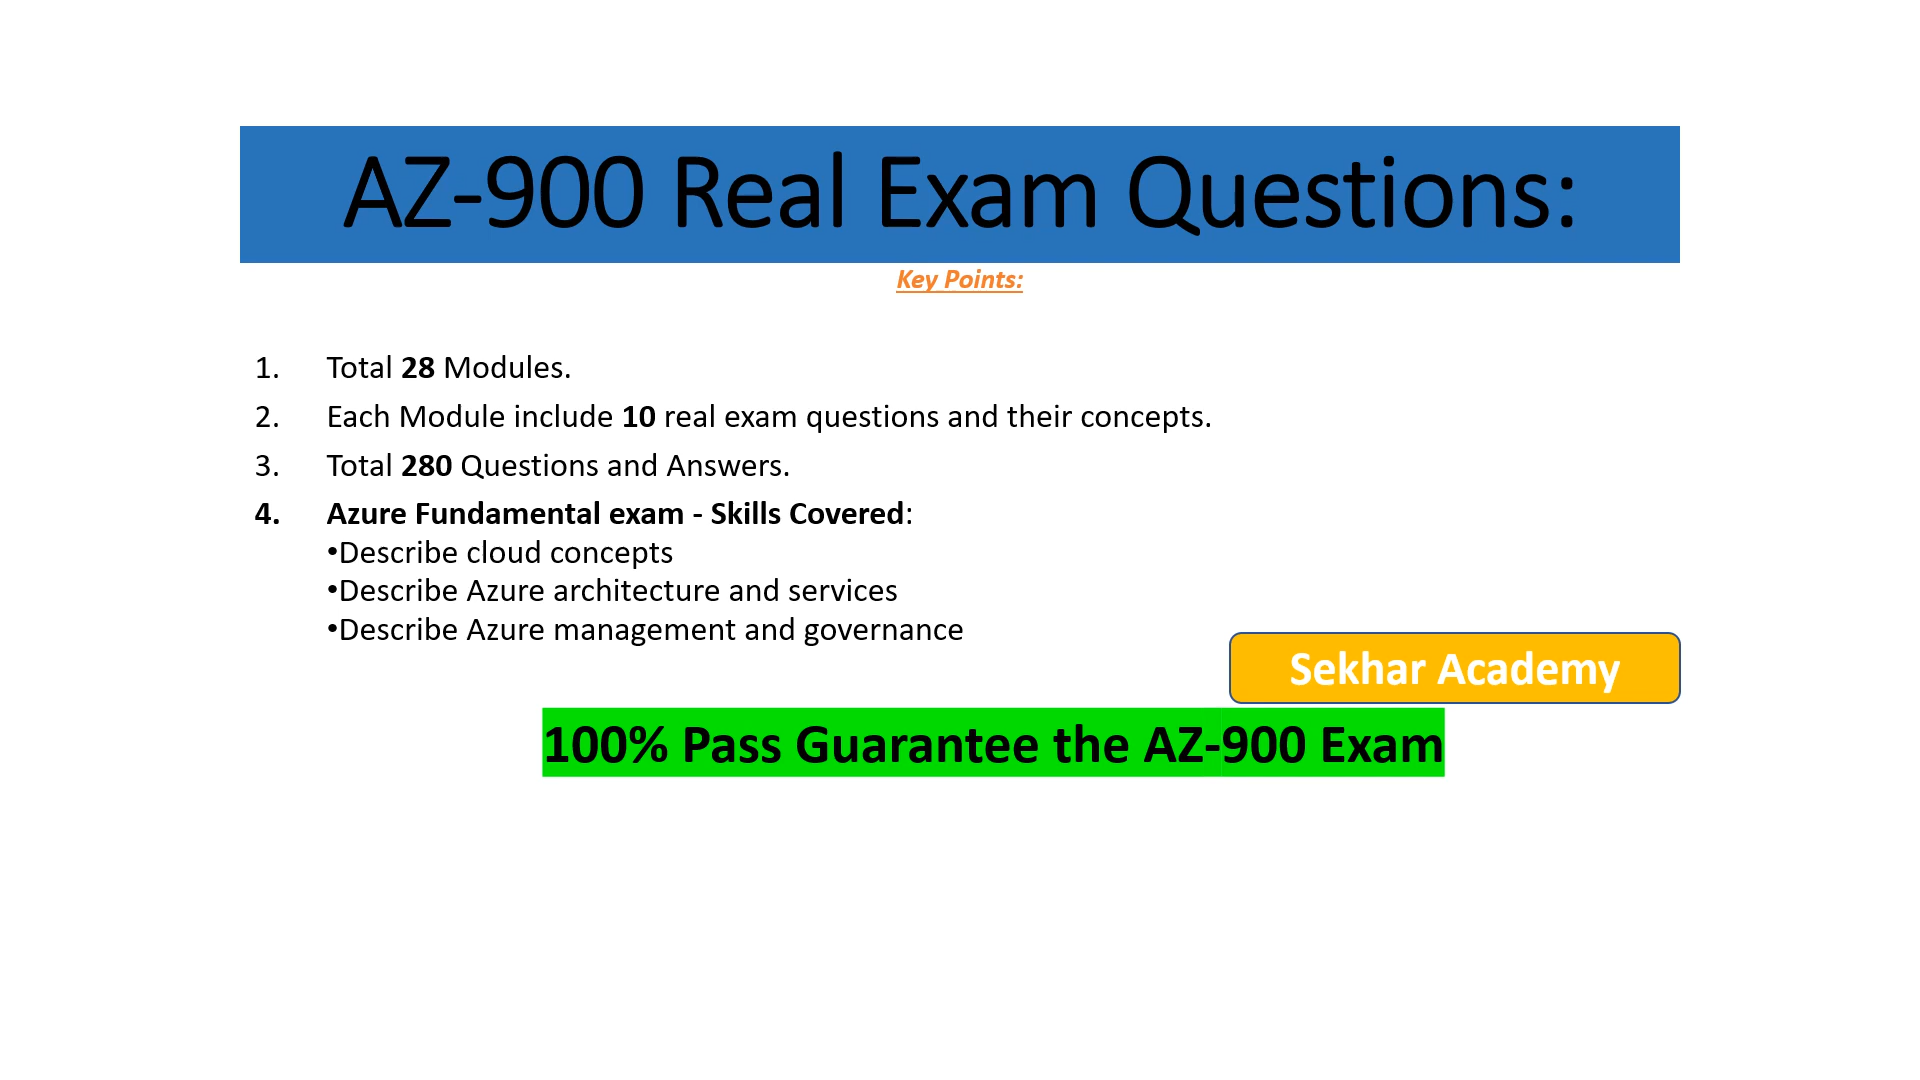 AZ-900 Real Exam Questions:
Key Points:
1. Total 28 Modules.
2. Each Module include 10 real exam questions and their concepts.
3. Total 280 Questions and Answers.
4. Azure Fundamental exam - Skills Covered:
•Describe cloud concepts
•Describe Azure architecture and services
•Describe Azure management and governance
Sekhar Academy
100% Pass Guarantee the AZ-900 Exam